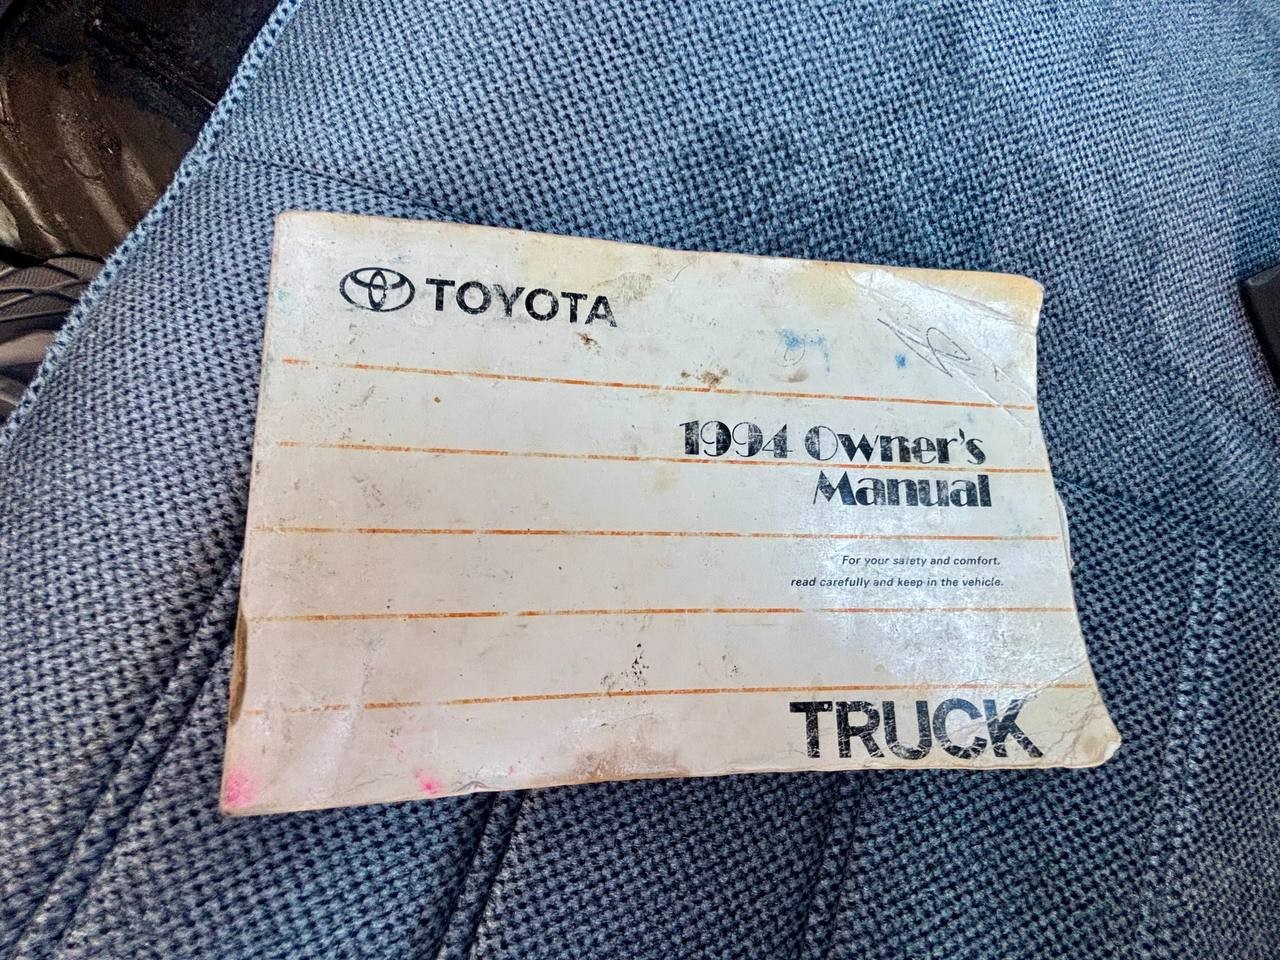 TOYOTA
1994 Owner's
Manual
For your safety and comfort,
read carefully and keep in the vehicle.
TRUCK